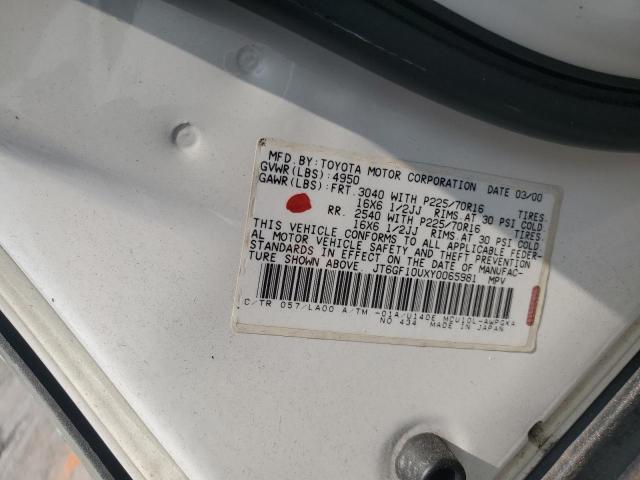 MFD.BY:TOYOTA MOTOR CORPORATION DATE 03/00
GVWR(LBS):4950
GAWR(LBS):FRT. 3040 WITH P225/70R16 TIRES.
16X6 1/2JJ RIMS AT 30 PSI COLD
RR. 2540 WITH P225/70R16 TIRES.
16X6 1/2JJ RIMS AT 30 PSI COLD.
THIS VEHICLE CONFORMS TO ALL APPLICABLE FEDER-
AL MOTOR VEHICLE SAFETY AND THEFT PREVENTION
STANDARDS IN EFFECT ON THE DATE OF MANUFAC-
TURE SHOWN ABOVE. JT6GF10UXY0065981 MPV
C/TR 057/LA00 A/TM -01A/U140E MCU10L-AWPGKA
NO 434 MADE IN JAPAN